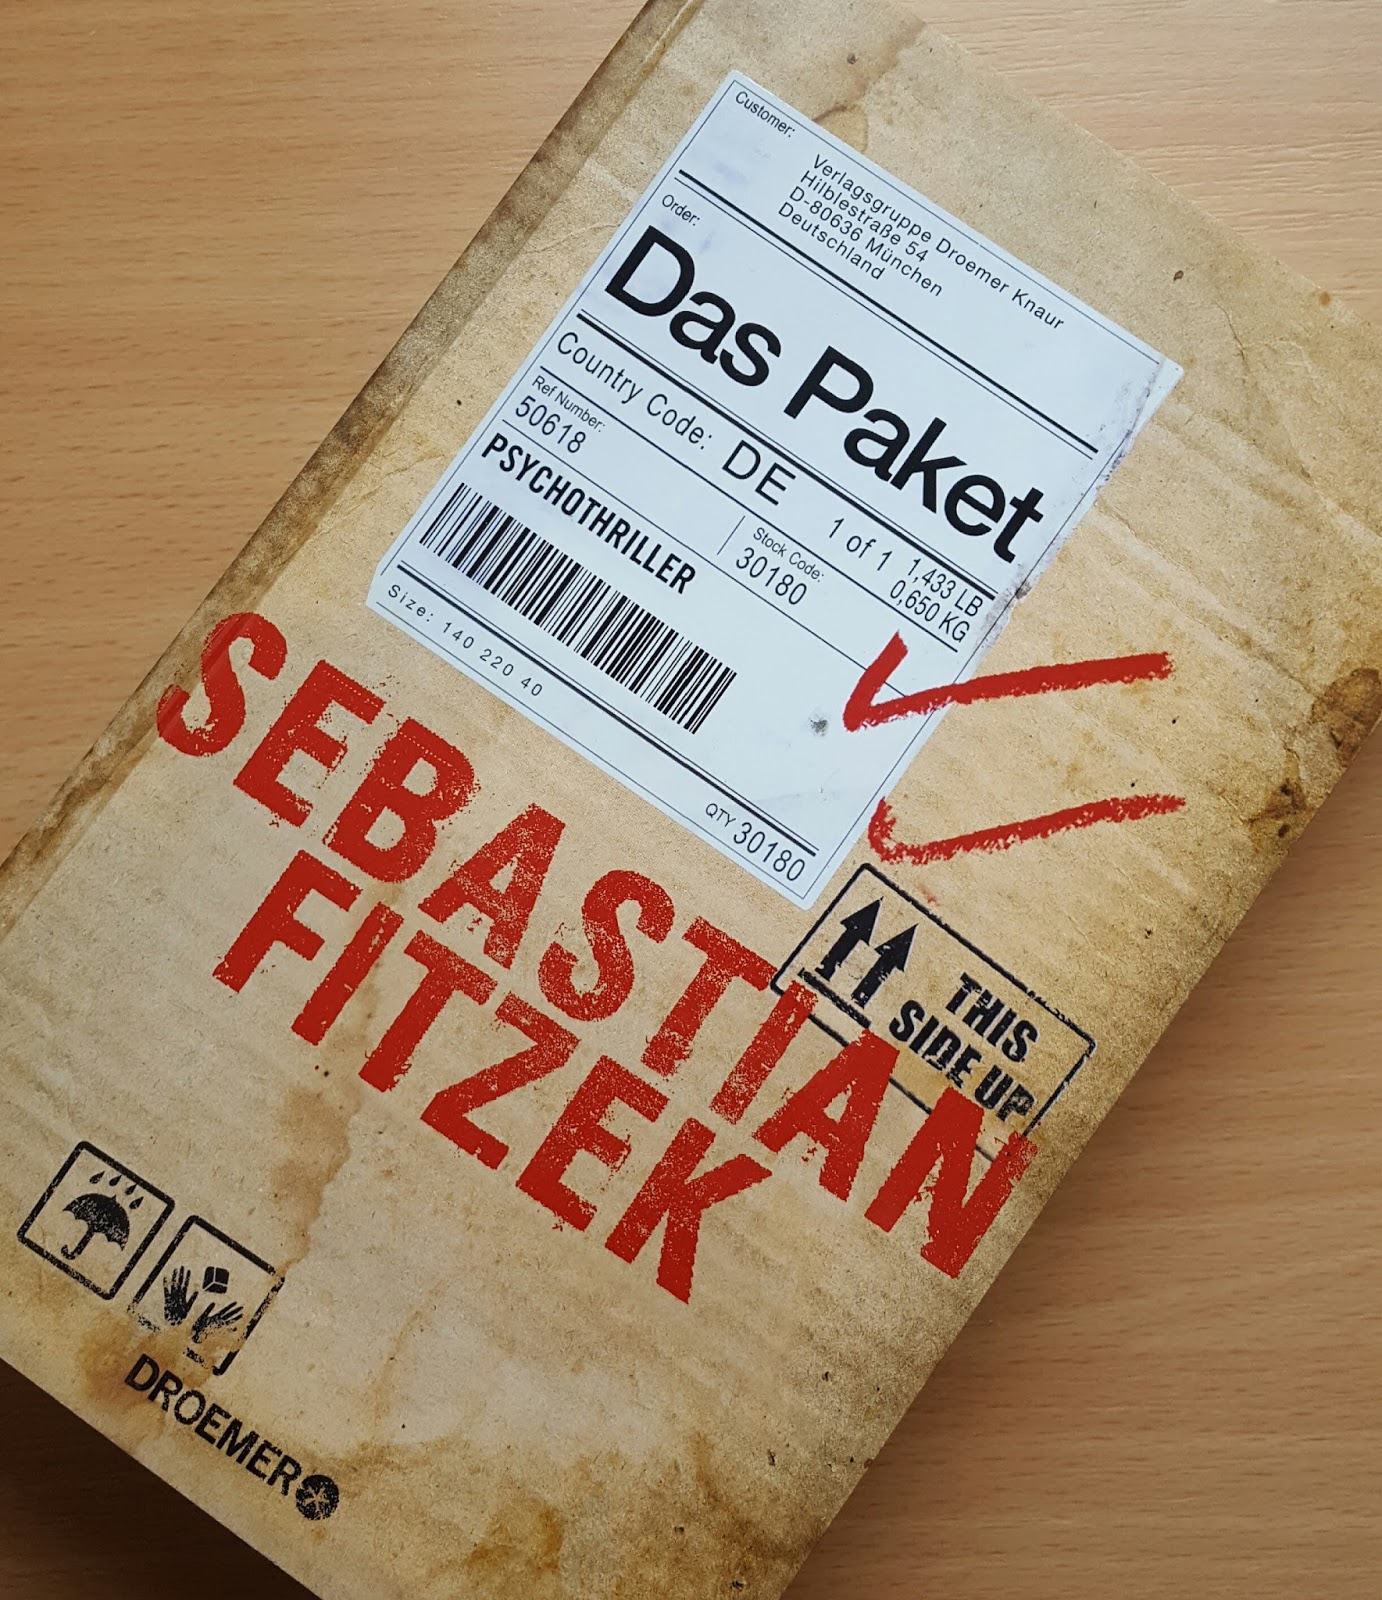 Customer:
Verlagsgruppe Droemer Knaur
Hilblestraße 54
D-80636 München
Deutschland
Order:
Das Paket
Country Code: DE
1 of 1
1,433 LB
0,650 KG
Ref Number:
50618
Stock Code:
30180
PSYCHOTHRILLER
Size: 140 220 40
QTY 30180
SEBASTIAN
FITZEK
THIS
SIDE UP
DROEMER